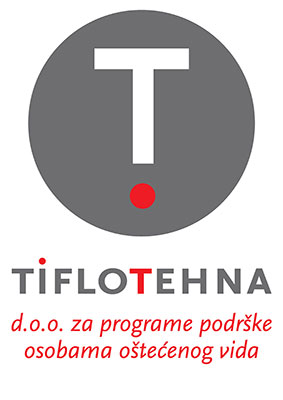 T
TiFLOTEHNA
d.o.o. za programe podrške
osobama oštećenog vida